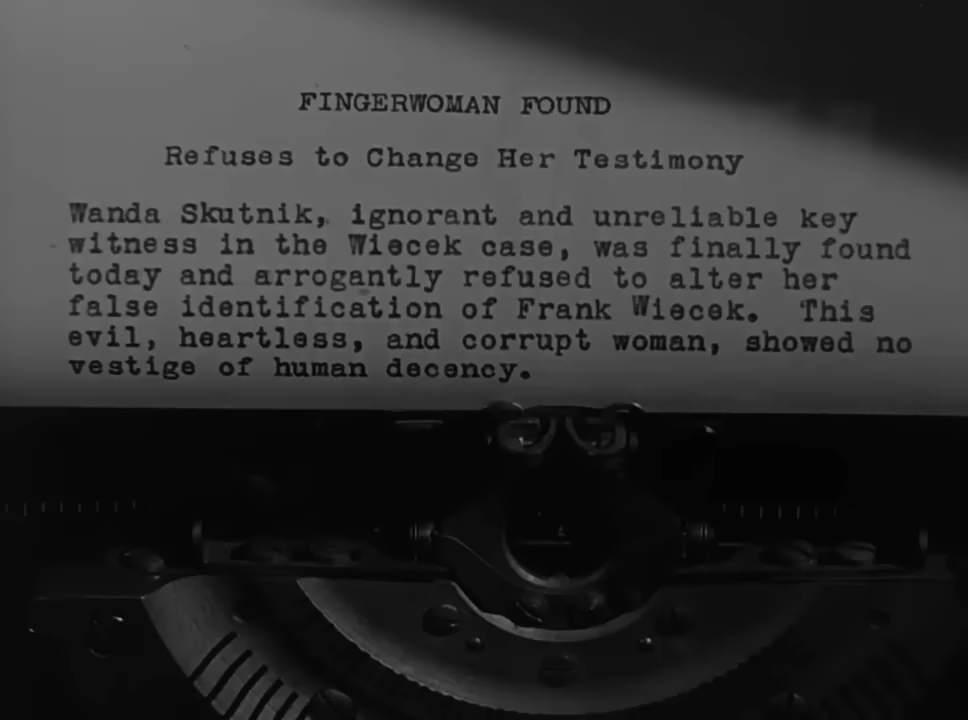 FINGERWOMAN FOUND
Refuses to Change Her Testimony
Wanda Skutnik, ignorant and unreliable key
witness in the Wiecek case, was finally found
today and arrogantly refused to alter her
false identification of Frank Wiecek. This
evil, heartless, and corrupt woman, showed no
vestige of human decency.